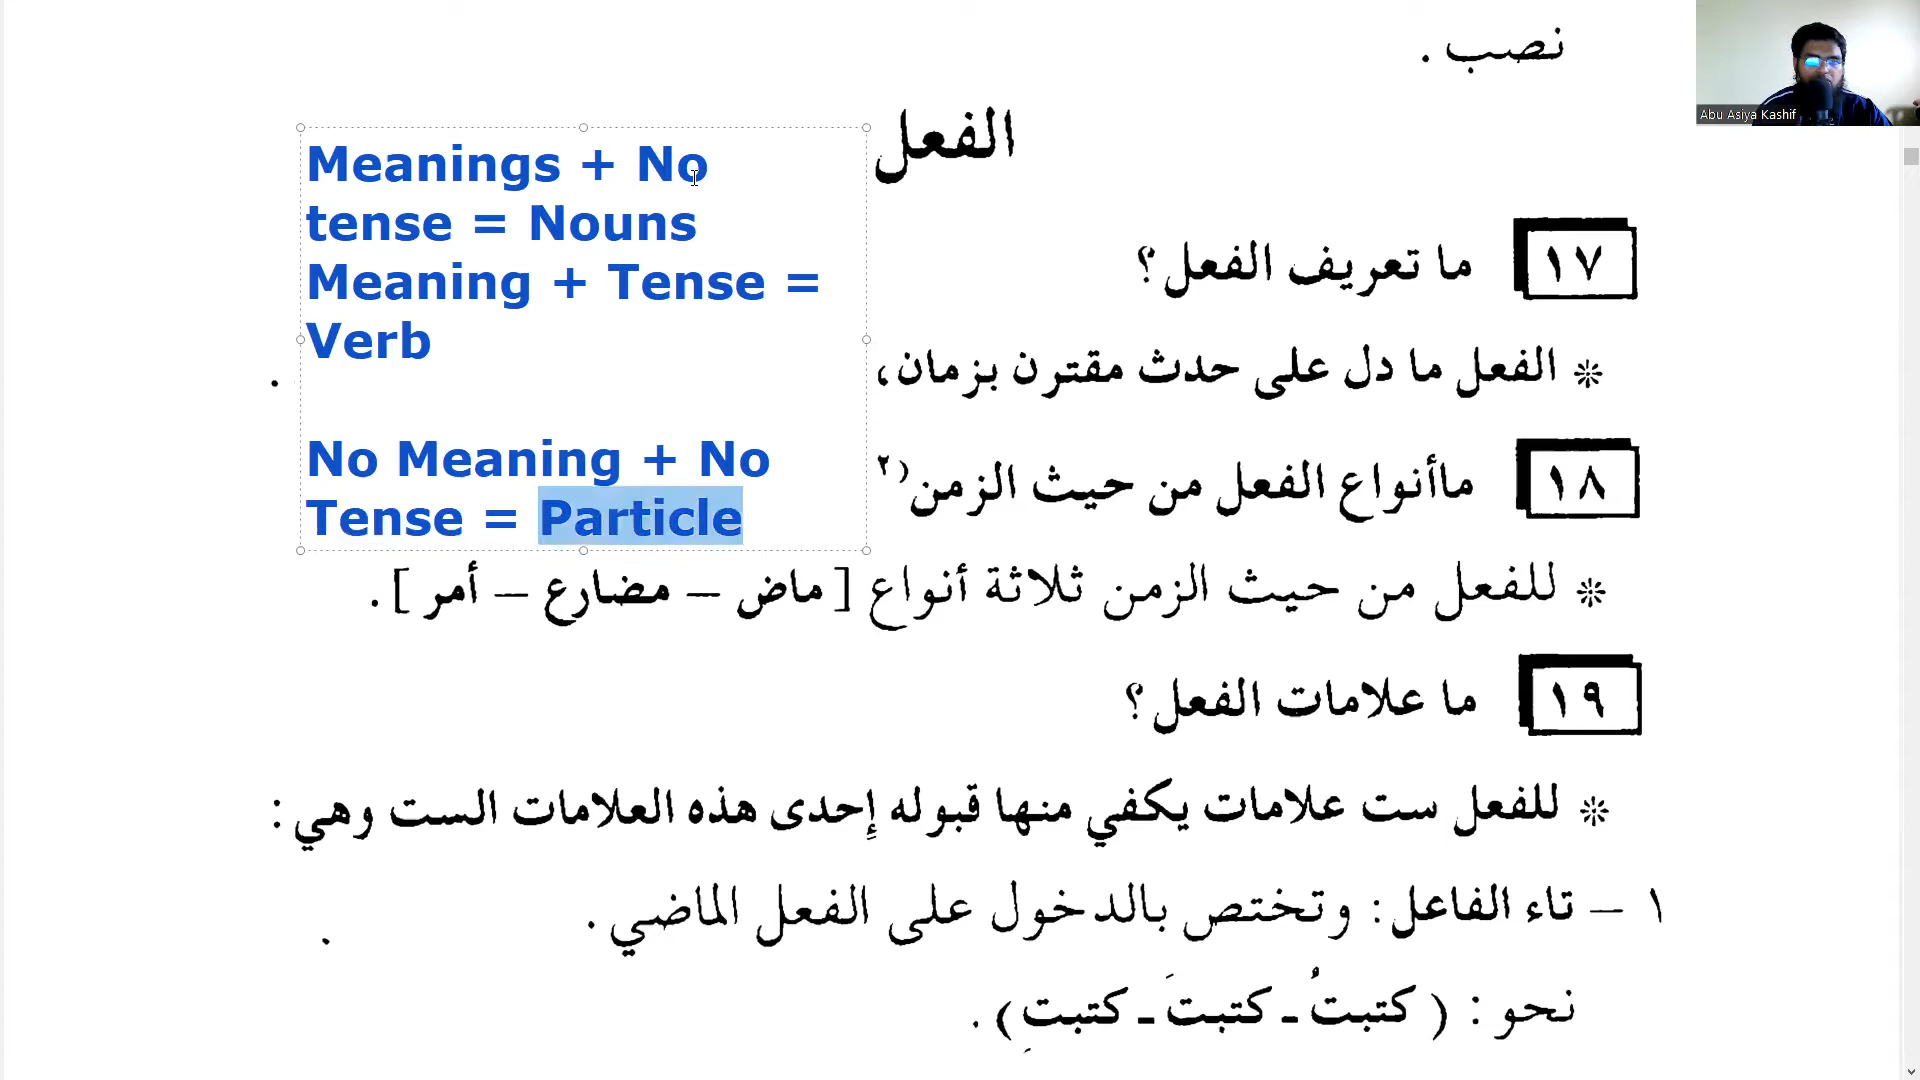 نصب .
Abu Asiya Kashif
الفعل
Meanings + No
tense = Nouns
Meaning + Tense =
Verb
No Meaning + No
Tense = Particle
١٧ ما تعريف الفعل؟
* الفعل ما دل على حدث مقترن بزمان،
١٨ ماأنواع الفعل من حيث الزمن(٢
* للفعل من حيث الزمن ثلاثة أنواع [ ماض – مضارع – أمر ] .
١٩ ما علامات الفعل؟
* للفعل ست علامات يكفي منها قبوله إِحدى هذه العلامات الست وهي :
١ – تاء الفاعل : وتختص بالدخول على الفعل الماضي .
نحو : ( كتبتُ ـ كتبتَ ـ كتبتِ ) .